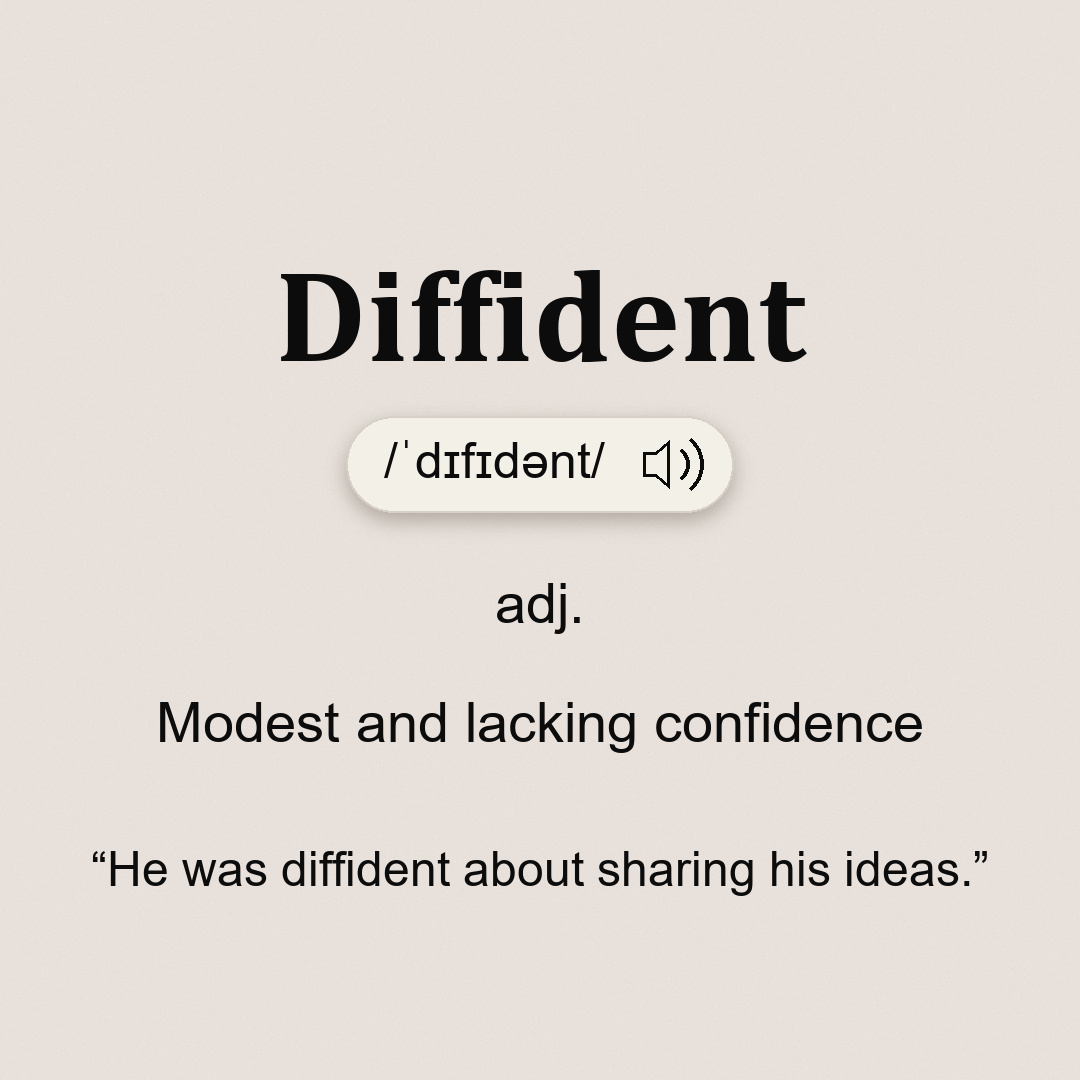 Diffident
/ˈdɪfɪdənt/
adj.
Modest and lacking confidence
“He was diffident about sharing his ideas.”